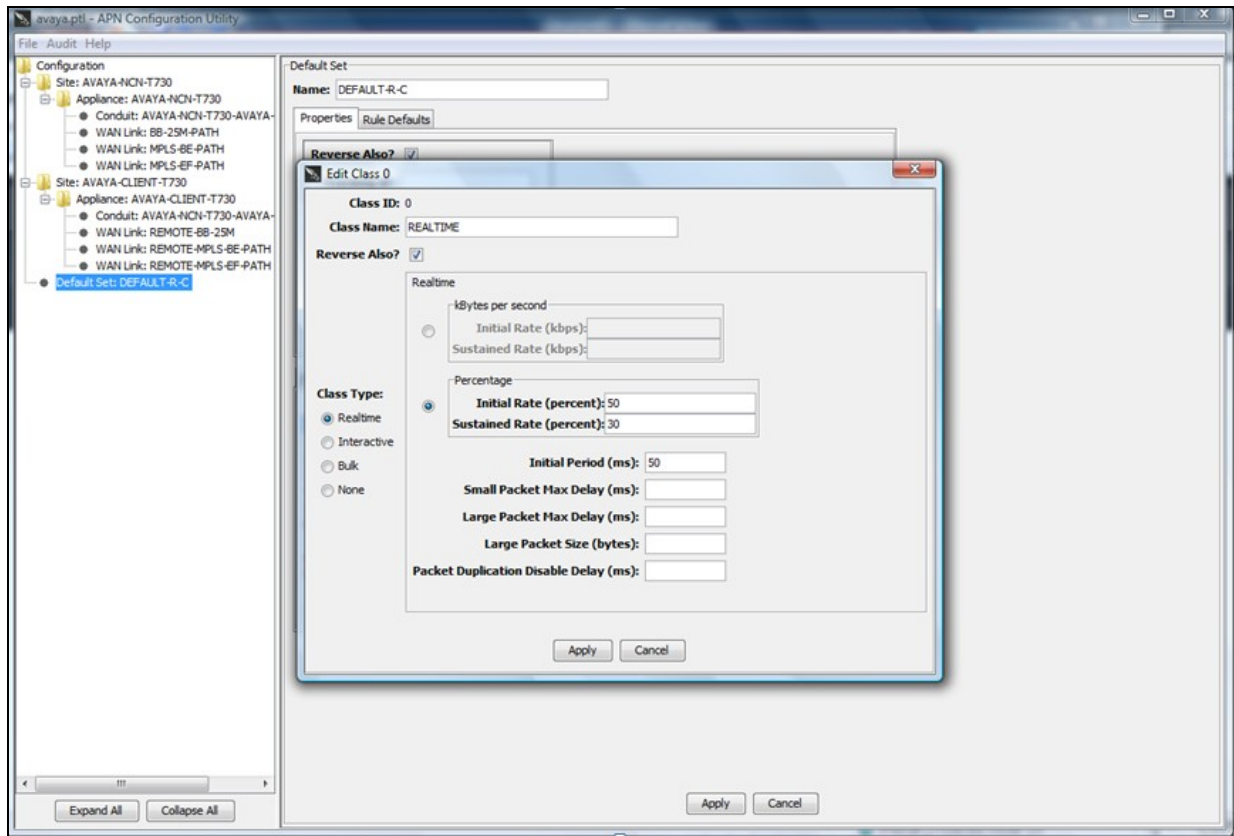 avaya.ptl - APN Configuration Utility
File Audit Help
Configuration
Site: AVAYA-NCN-T730
Appliance: AVAYA-NCN-T730
Conduit: AVAYA-NCN-T730-AVAYA-
WAN Link: BB-25M-PATH
WAN Link: MPLS-BE-PATH
WAN Link: MPLS-EF-PATH
Site: AVAYA-CLIENT-T730
Appliance: AVAYA-CLIENT-T730
Conduit: AVAYA-NCN-T730-AVAYA-
WAN Link: REMOTE-BB-25M
WAN Link: REMOTE-MPLS-BE-PATH
WAN Link: REMOTE-MPLS-EF-PATH
Default Set: DEFAULT-R-C
Expand All Collapse All
Default Set
Name: DEFAULT-R-C
Properties Rule Defaults
Reverse Also?
Edit Class 0
Class ID: 0
Class Name: REALTIME
Reverse Also?
Realtime
kBytes per second
Initial Rate (kbps):
Sustained Rate (kbps):
Class Type:
Realtime
Interactive
Bulk
None
Percentage
Initial Rate (percent): 50
Sustained Rate (percent): 30
Initial Period (ms): 50
Small Packet Max Delay (ms):
Large Packet Max Delay (ms):
Large Packet Size (bytes):
Packet Duplication Disable Delay (ms):
Apply Cancel
Apply Cancel